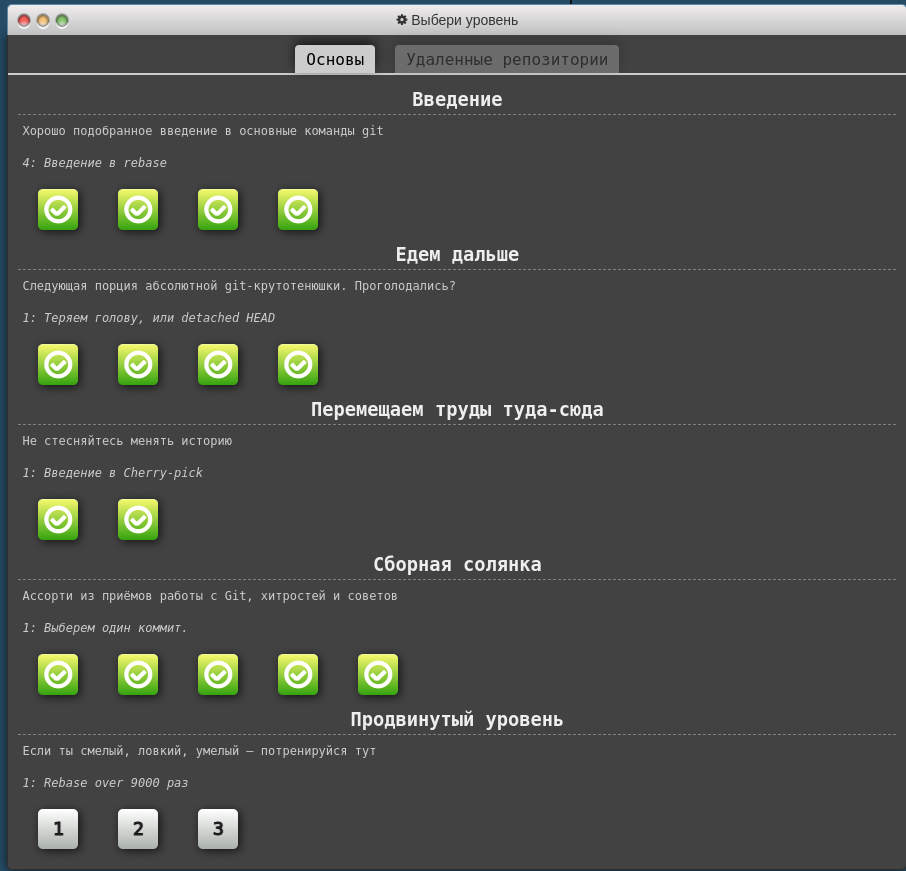 Выбери уровень
Основы
Удаленные репозитории
Введение
Хорошо подобранное введение в основные команды git
4: Введение в rebase
Едем дальше
Следующая порция абсолютной git-крутотенюшки. Проголодались?
1: Теряем голову, или detached HEAD
Перемещаем труды туда-сюда
Не стесняйтесь менять историю
1: Введение в Cherry-pick
Сборная солянка
Ассорти из приёмов работы с Git, хитростей и советов
1: Выберем один коммит.
Продвинутый уровень
Если ты смелый, ловкий, умелый — потренируйся тут
1: Rebase over 9000 раз
1 2 3